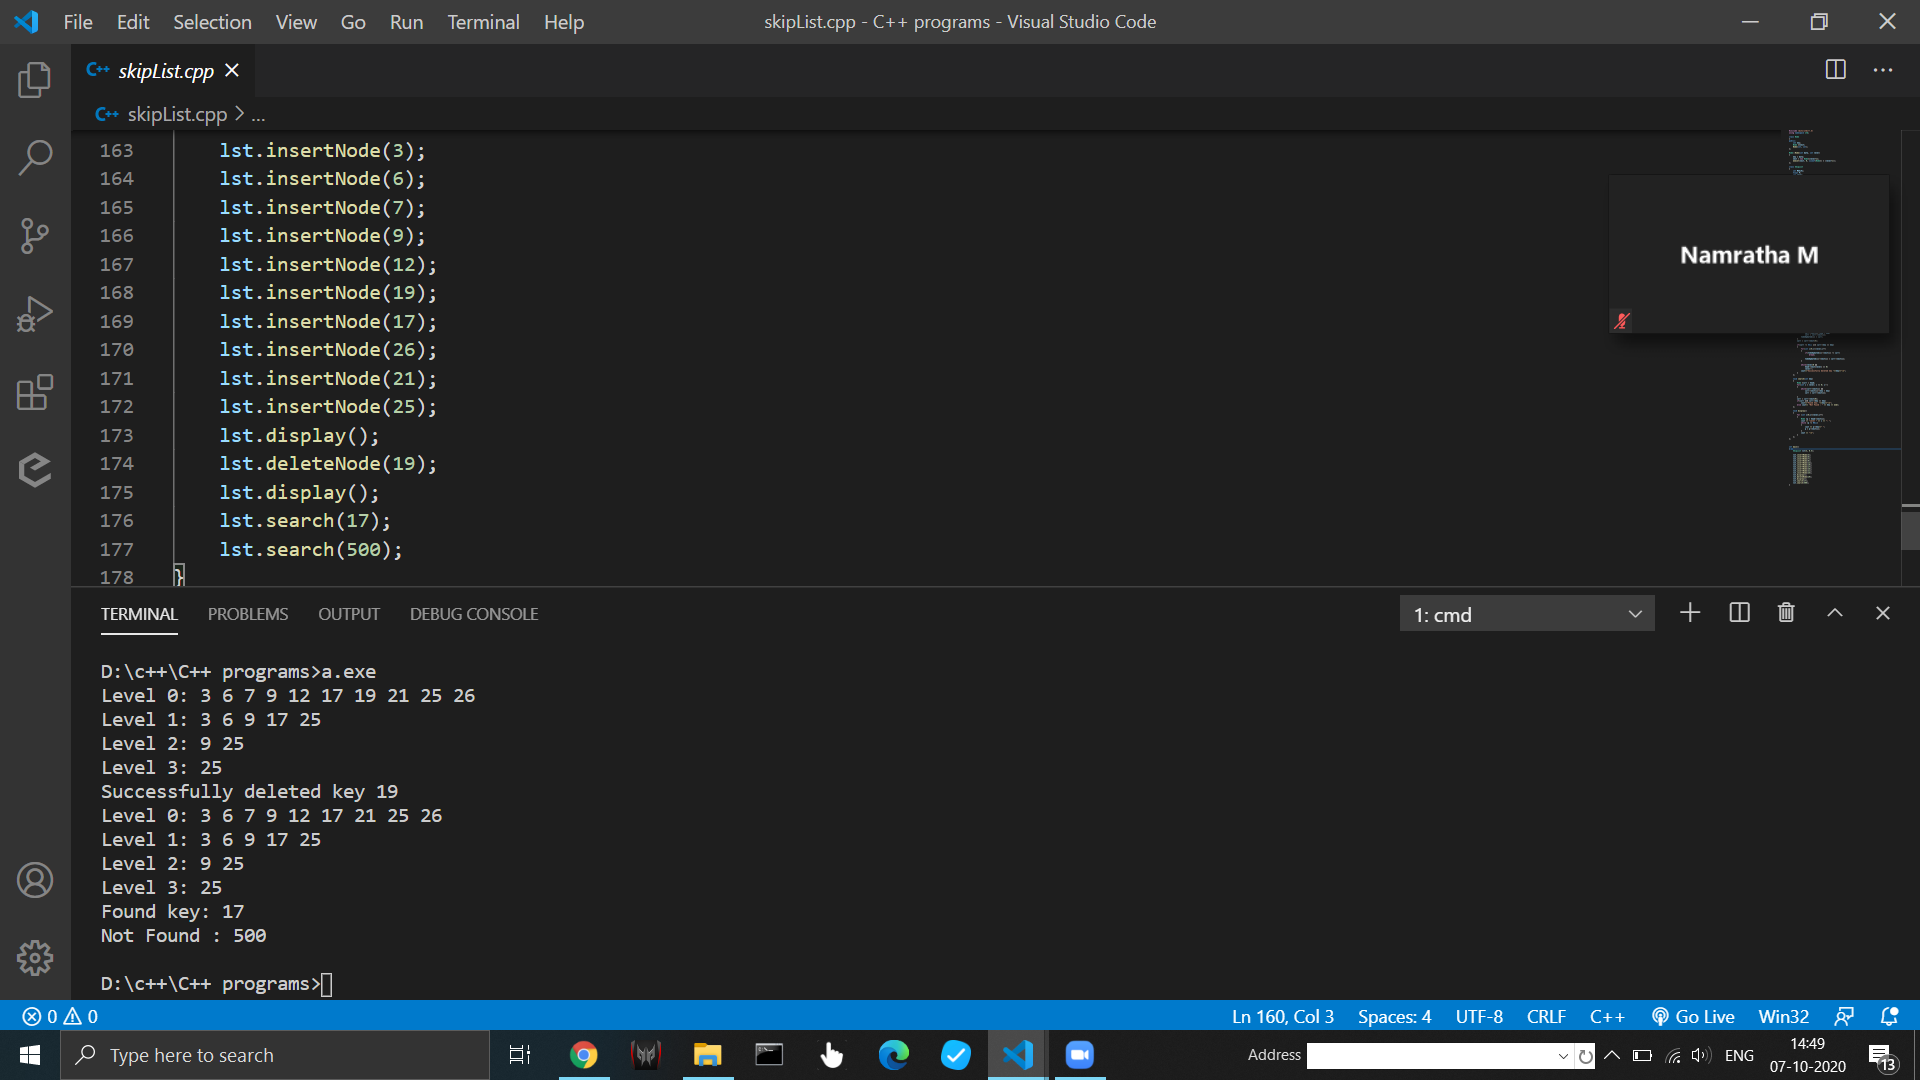 File Edit Selection View Go Run Terminal Help
skipList.cpp - C++ programs - Visual Studio Code
C++ skipList.cpp
C++ skipList.cpp > ...
163 lst.insertNode(3);
164 lst.insertNode(6);
165 lst.insertNode(7);
166 lst.insertNode(9);
167 lst.insertNode(12);
168 lst.insertNode(19);
169 lst.insertNode(17);
170 lst.insertNode(26);
171 lst.insertNode(21);
172 lst.insertNode(25);
173 lst.display();
174 lst.deleteNode(19);
175 lst.display();
176 lst.search(17);
177 lst.search(500);
178 }
Namratha M
TERMINAL PROBLEMS OUTPUT DEBUG CONSOLE
1: cmd
D:\c++\C++ programs>a.exe
Level 0: 3 6 7 9 12 17 19 21 25 26
Level 1: 3 6 9 17 25
Level 2: 9 25
Level 3: 25
Successfully deleted key 19
Level 0: 3 6 7 9 12 17 21 25 26
Level 1: 3 6 9 17 25
Level 2: 9 25
Level 3: 25
Found key: 17
Not Found : 500
D:\c++\C++ programs>
0 0
Ln 160, Col 3 Spaces: 4 UTF-8 CRLF C++ Go Live Win32
Type here to search
Address
ENG
14:49
07-10-2020
13